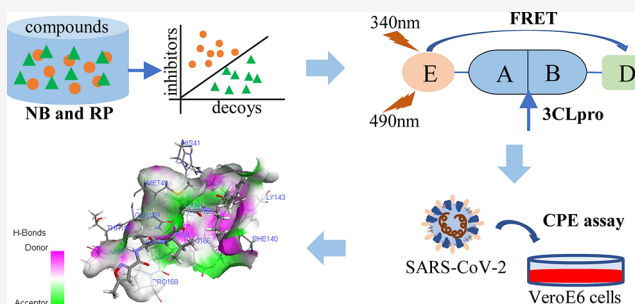 compounds
NB and RP
inhibitors
decoys
340nm
490nm
FRET
E
A
B
D
3CLpro
CPE assay
SARS-CoV-2
VeroE6 cells
H-Bonds
Donor
Acceptor
HIS41
MET49
LY143
PHE140
PRO168